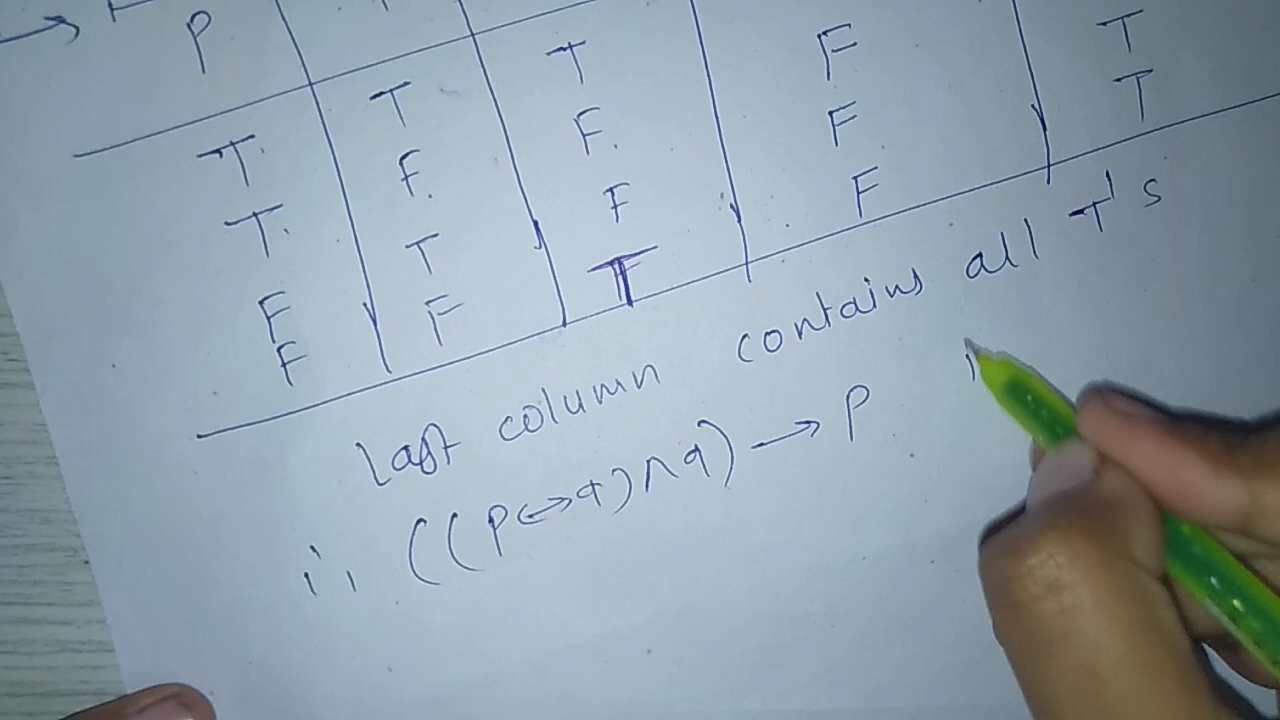 P
T T T F T
T F F F T
F T F F
F F T
last column contains all T's
∴ ((P↔q)∧q) → P